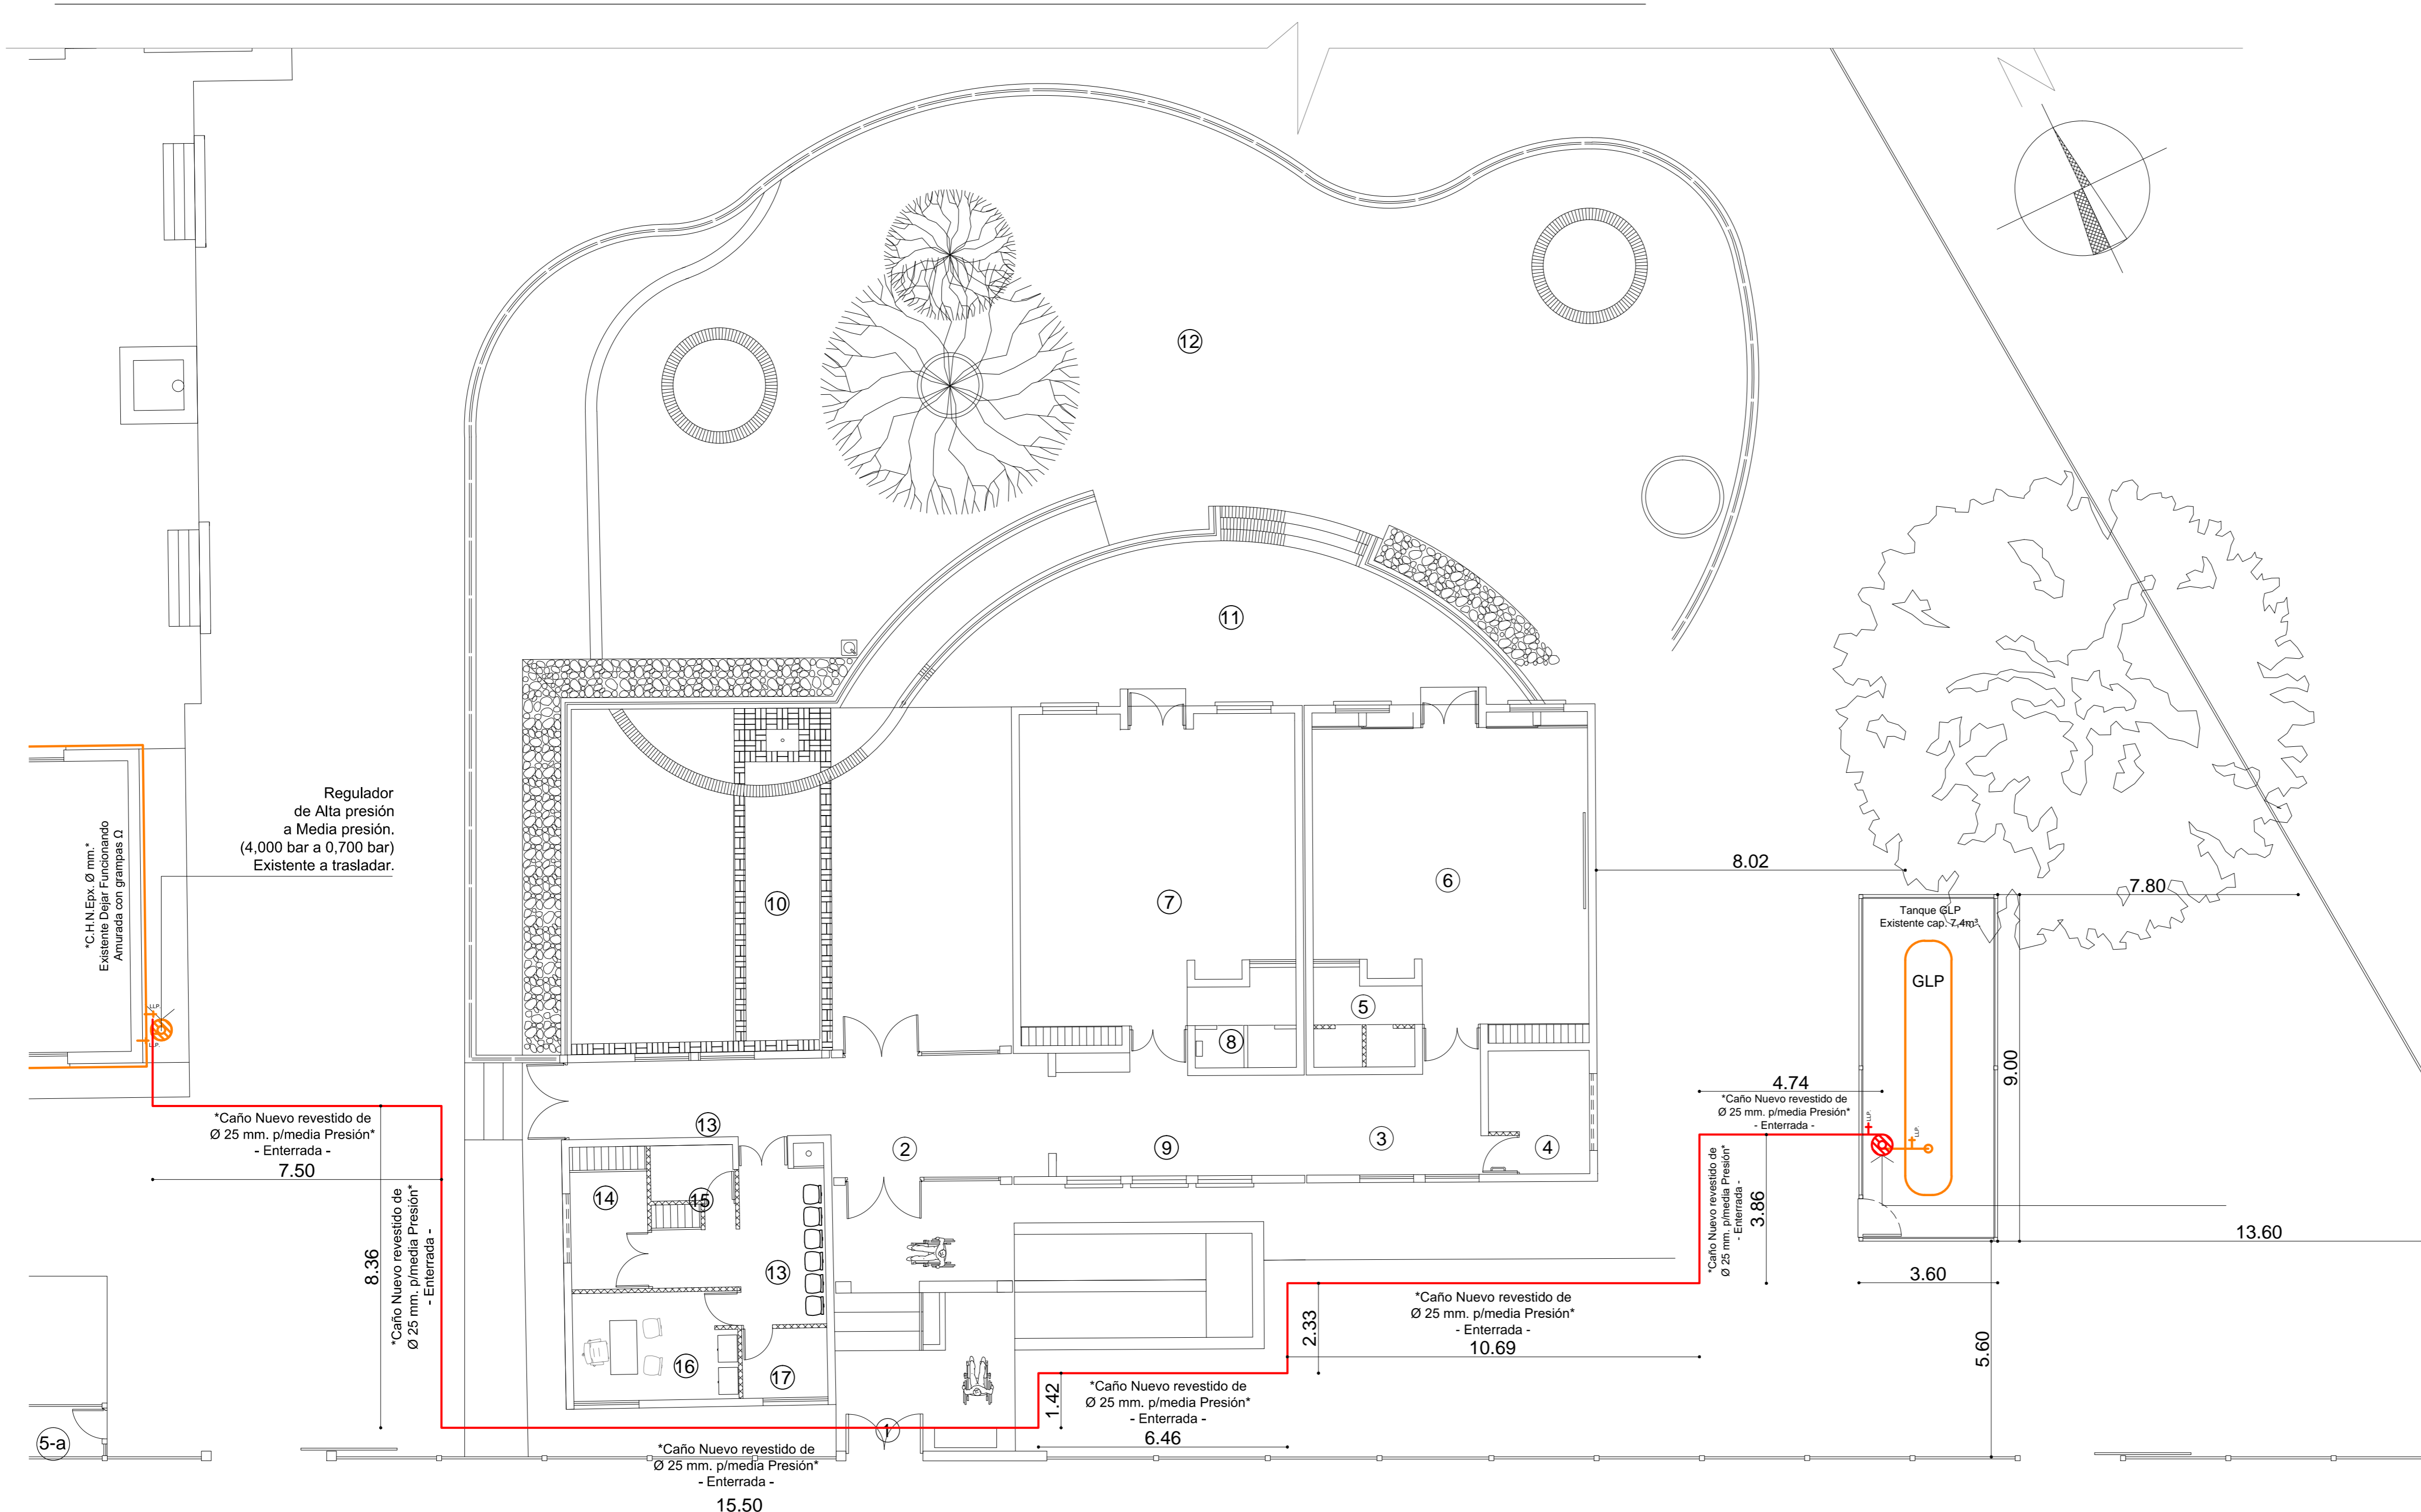 12
11
Regulador
de Alta presión
a Media presión.
(4,000 bar a 0,700 bar)
Existente a trasladar.
*C.H.N.Epx. Ø mm.*
Existente Dejar Funcionando
Amurada con grampas Ω
LLP.
LLP.
10
7
6
5
8
8.02
7.80
Tanque GLP
Existente cap. 7,4m³
GLP
9.00
4.74
*Caño Nuevo revestido de
Ø 25 mm. p/media Presión*
- Enterrada -
LLP.
LLP.
*Caño Nuevo revestido de
Ø 25 mm. p/media Presión*
- Enterrada -
7.50
13
2
9
3
4
14
15
13
16
17
8.36
*Caño Nuevo revestido de
Ø 25 mm. p/media Presión*
- Enterrada -
*Caño Nuevo revestido de
Ø 25 mm. p/media Presión*
- Enterrada -
3.86
13.60
3.60
5.60
2.33
*Caño Nuevo revestido de
Ø 25 mm. p/media Presión*
- Enterrada -
10.69
1.42
*Caño Nuevo revestido de
Ø 25 mm. p/media Presión*
- Enterrada -
6.46
1
5-a
*Caño Nuevo revestido de
Ø 25 mm. p/media Presión*
- Enterrada -
15.50